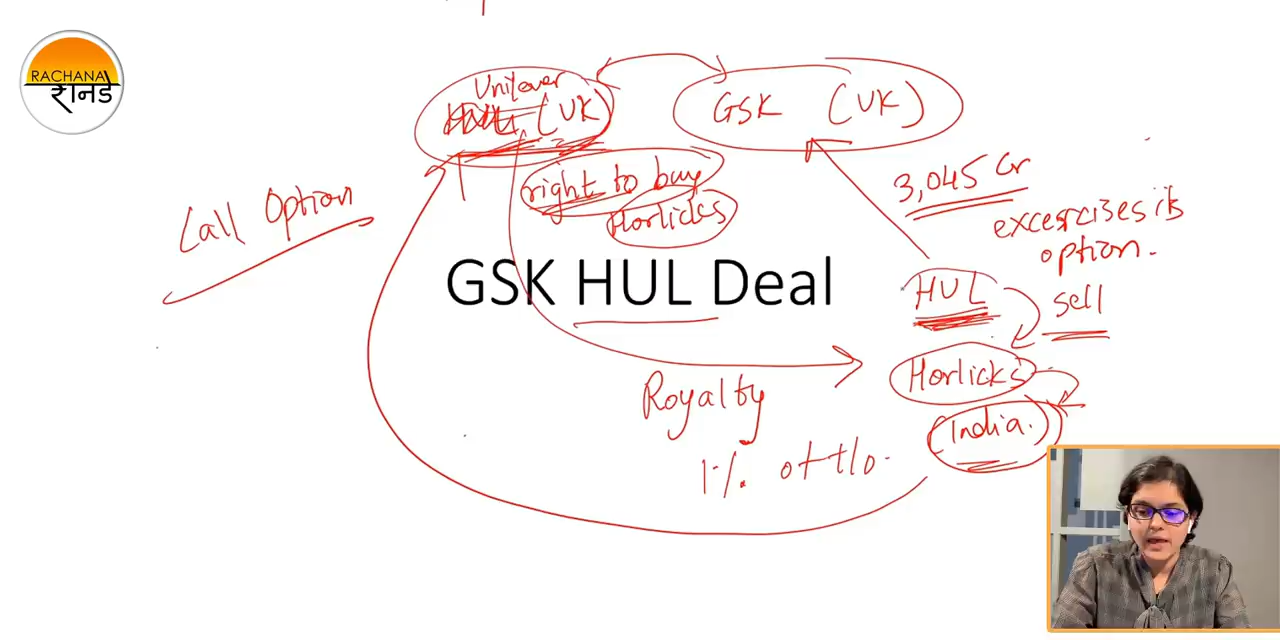 RACHANA
रानडे
Unilever
(UK)
GSK (UK)
right to buy
Horlicks
3,045 Cr
excercises its
option.
Call Option
GSK HUL Deal
HUL
sell
Horlicks
(India.)
Royalty
1% of t/o.